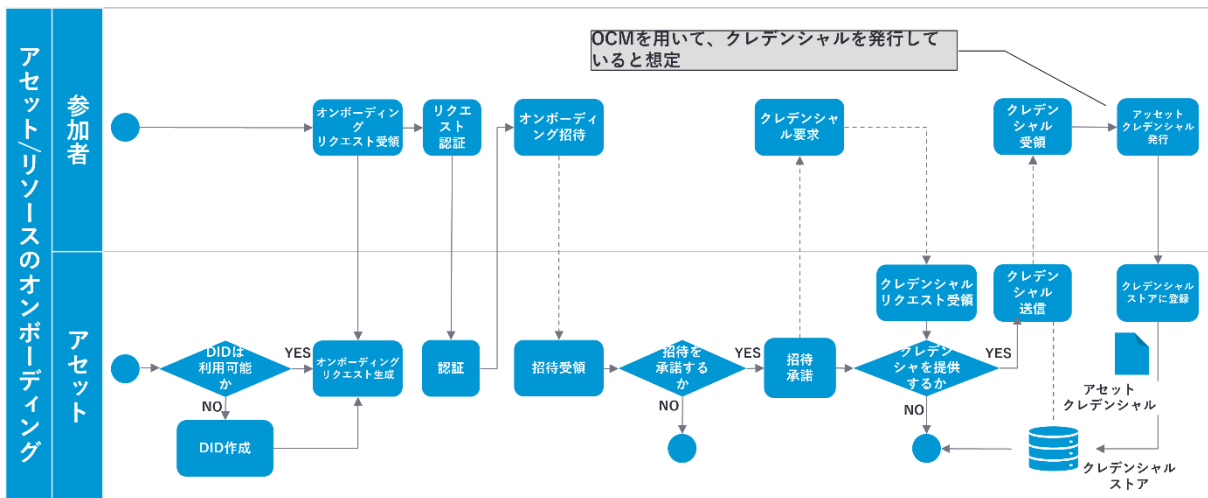 アセット/リソースのオンボーディング
参加者
アセット
OCMを用いて、クレデンシャルを発行して
いると想定
オンボーディング
リクエスト受領
リクエ
スト
認証
オンボーディ
ング招待
クレデンシ
ャル要求
クレデ
ンシャル
受領
アッセット
クレデンシャル
発行
クレデンシャル
リクエスト受領
クレデン
シャル
送信
クレデンシャル
ストアに登録
DIDは
利用可能
か
YES
NO
オンボーディング
リクエスト生成
認証
招待受領
招待を
承諾する
か
YES
NO
招待
承諾
クレデン
シャを提供
するか
YES
NO
DID作成
アセット
クレデンシャル
クレデンシャル
ストア